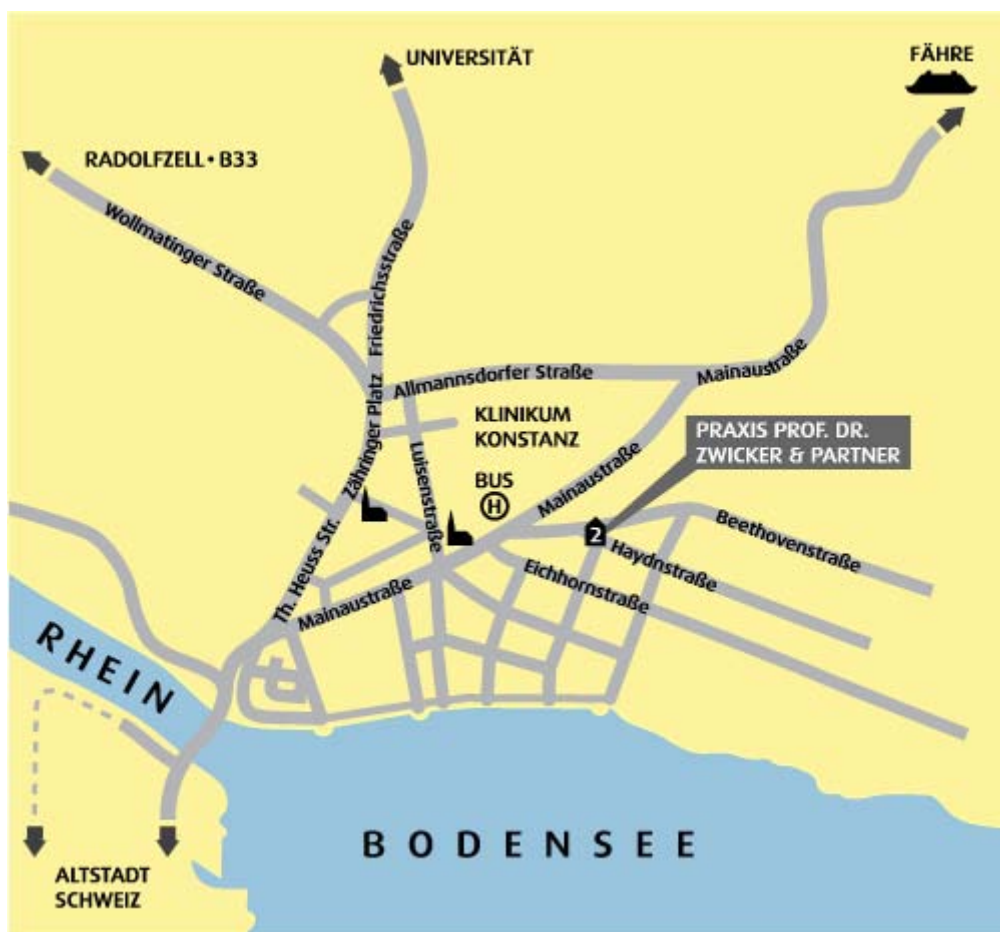 UNIVERSITÄT
FÄHRE
RADOLFZELL • B33
Wollmatinger Straße
Friedrichsstraße
Mainaustraße
Allmannsdorfer Straße
Zähringer Platz
KLINIKUM
KONSTANZ
PRAXIS PROF. DR.
ZWICKER & PARTNER
Luisenstraße
BUS
H
Mainaustraße
2
Beethovenstraße
Haydnstraße
Eichhornstraße
Th. Heuss Str.
Mainaustraße
RHEIN
BODENSEE
ALTSTADT
SCHWEIZ